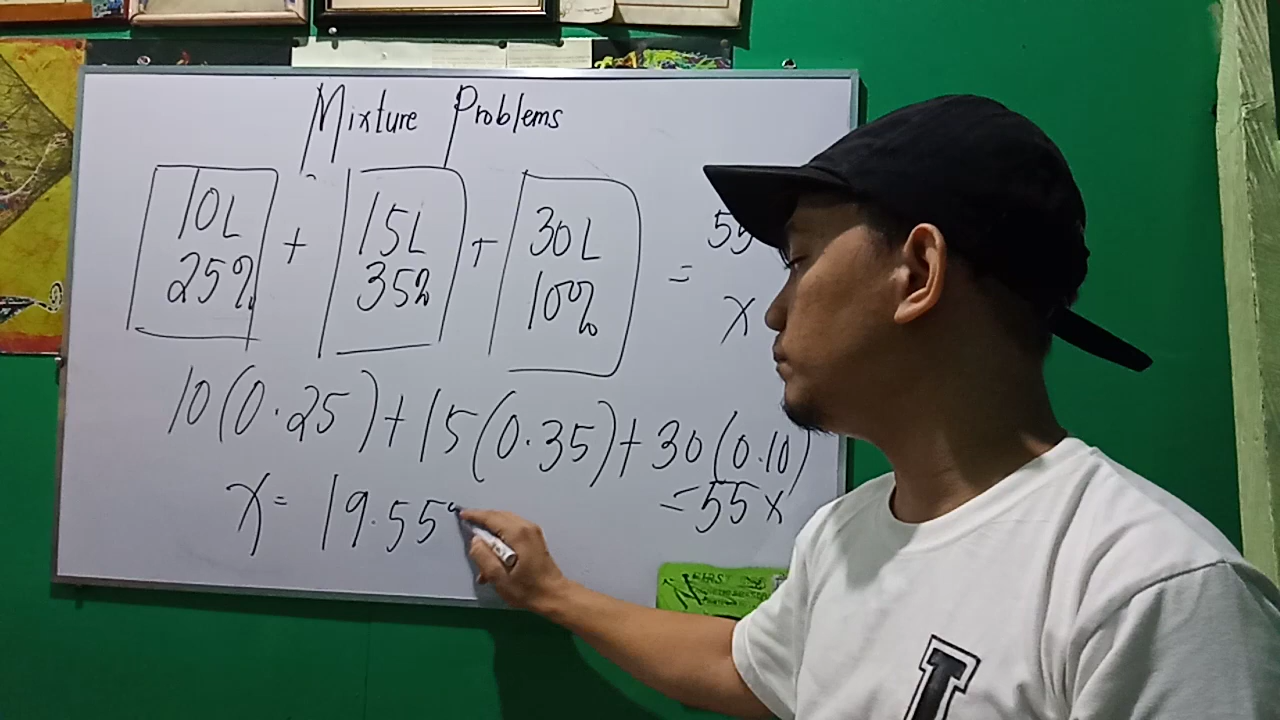 Mixture Problems
10L + 15L + 30L = 55
25% 35% 10% x
10(0.25)+15(0.35)+30(0.10)
=55x
x= 19.55%
FIRST
I